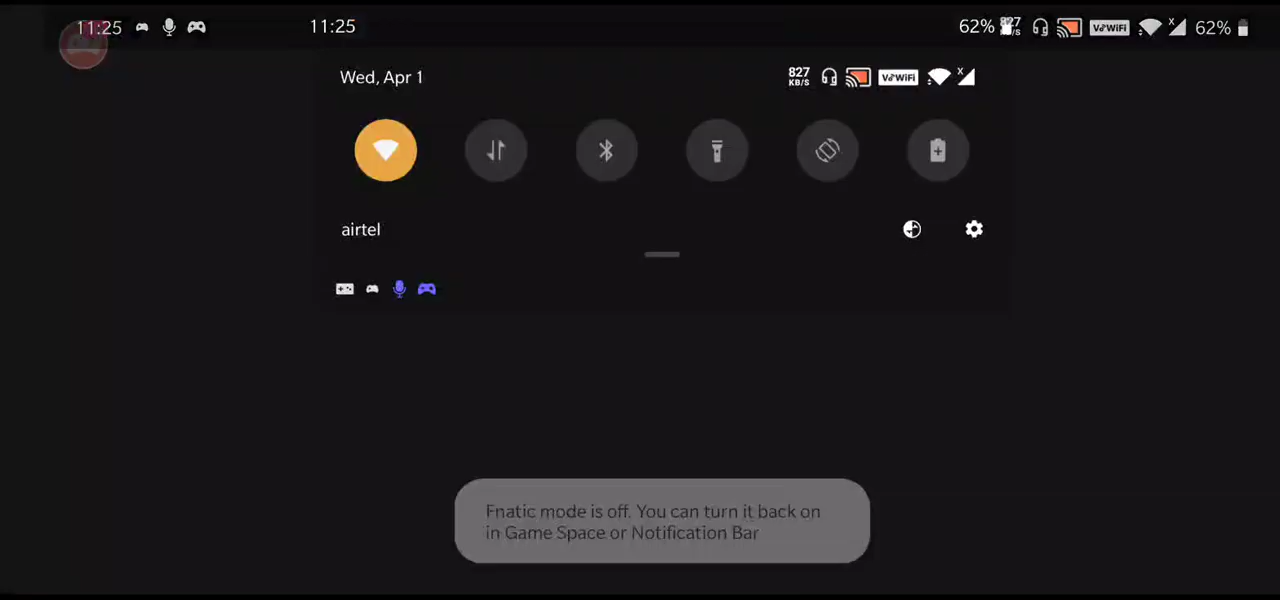 11:25
11:25
62%
827
K/S
VoWiFi
X
62%
Wed, Apr 1
827
KB/S
VoWiFi
X
airtel
Fnatic mode is off. You can turn it back on
in Game Space or Notification Bar